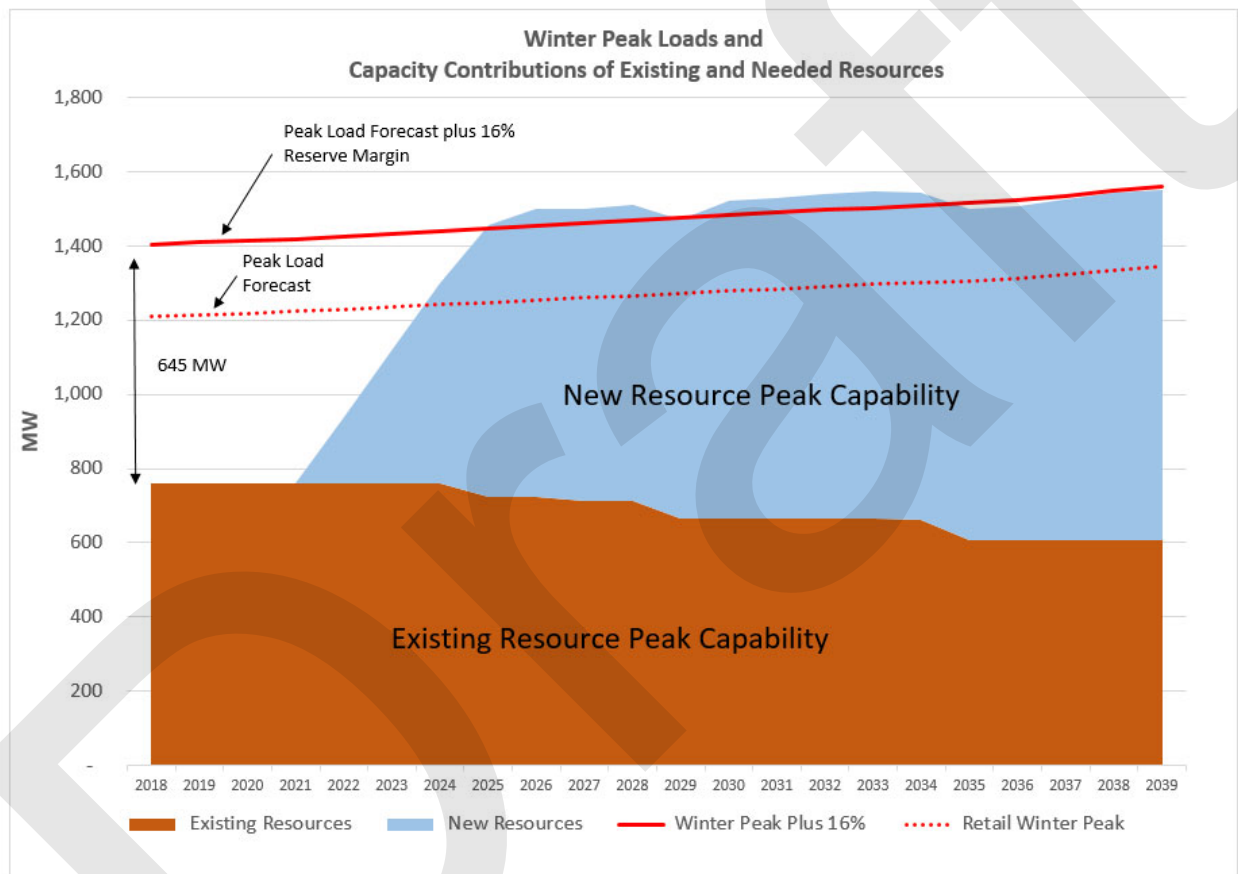 Winter Peak Loads and
Capacity Contributions of Existing and Needed Resources
1,800
1,600
1,400
1,200
1,000
800
600
400
200
-
MW
Peak Load Forecast plus 16%
Reserve Margin
Peak Load
Forecast
645 MW
New Resource Peak Capability
Existing Resource Peak Capability
2018 2019 2020 2021 2022 2023 2024 2025 2026 2027 2028 2029 2030 2031 2032 2033 2034 2035 2036 2037 2038 2039
Existing Resources New Resources Winter Peak Plus 16% Retail Winter Peak
Draft